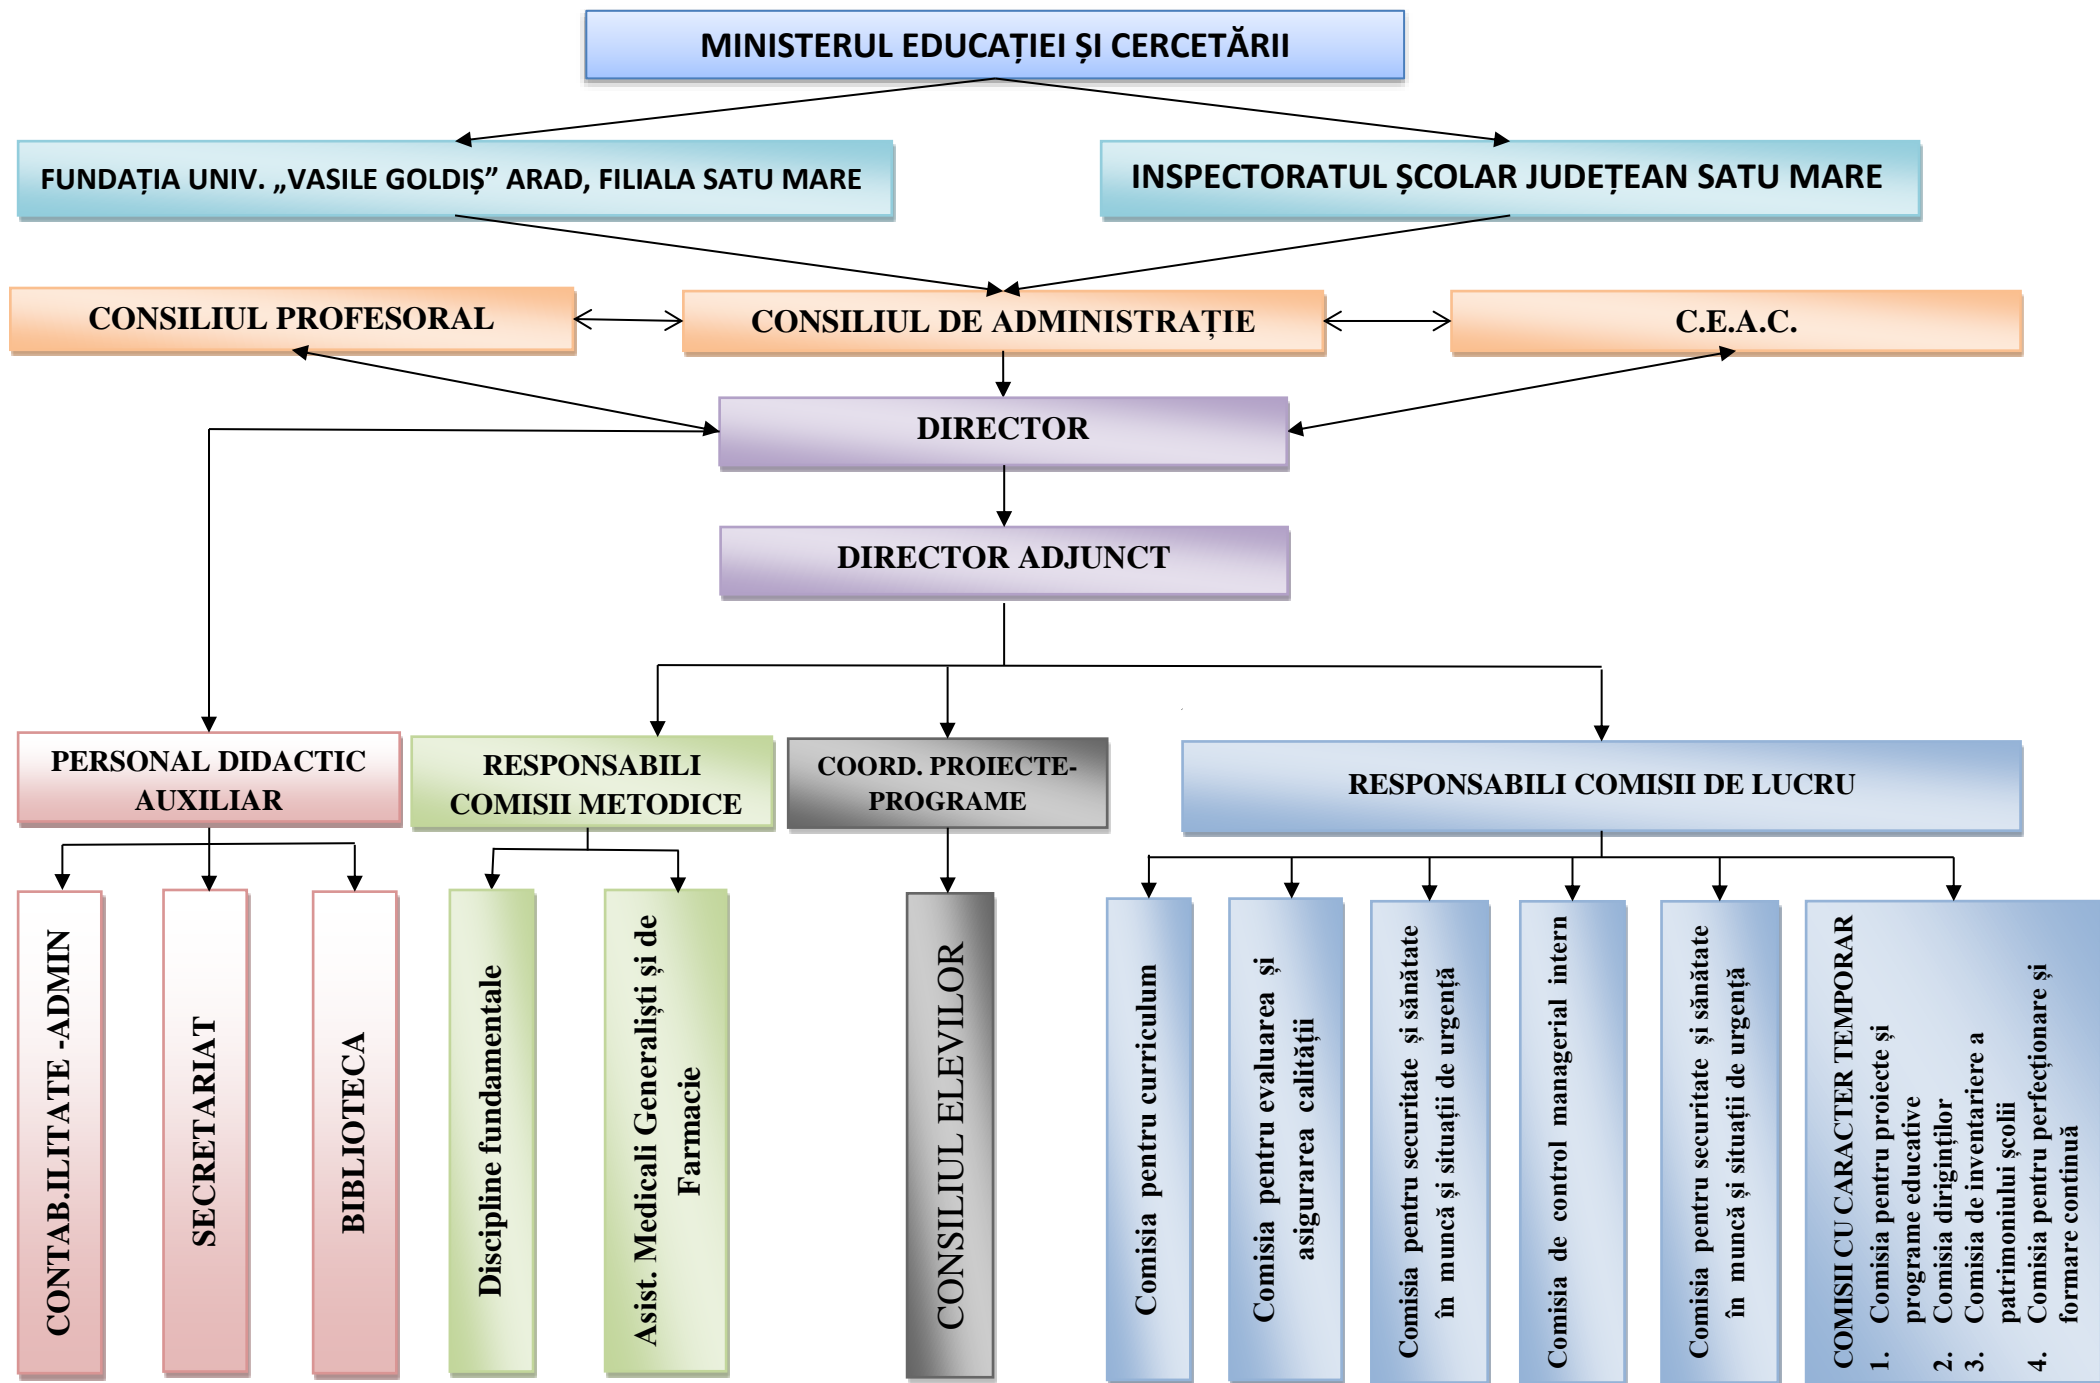 MINISTERUL EDUCAȚIEI ȘI CERCETĂRII
FUNDAȚIA UNIV. „VASILE GOLDIȘ” ARAD, FILIALA SATU MARE
INSPECTORATUL ȘCOLAR JUDEȚEAN SATU MARE
CONSILIUL PROFESORAL
CONSILIUL DE ADMINISTRAȚIE
C.E.A.C.
DIRECTOR
DIRECTOR ADJUNCT
PERSONAL DIDACTIC
AUXILIAR
RESPONSABILI
COMISII METODICE
COORD. PROIECTE-
PROGRAME
RESPONSABILI COMISII DE LUCRU
CONTAB.ILITATE -ADMIN
SECRETARIAT
BIBLIOTECA
Discipline fundamentale
Asist. Medicali Generaliști și de
Farmacie
CONSILIUL ELEVILOR
Comisia pentru curriculum
Comisia pentru evaluarea și
asigurarea calității
Comisia pentru securitate și sănătate
în muncă și situații de urgență
Comisia de control managerial intern
Comisia pentru securitate și sănătate
în muncă și situații de urgență
COMISII CU CARACTER TEMPORAR
1. Comisia pentru proiecte și
programe educative
2. Comisia diriginților
3. Comisia de inventariere a
patrimoniului școlii
4. Comisia pentru perfecționare și
formare continuă